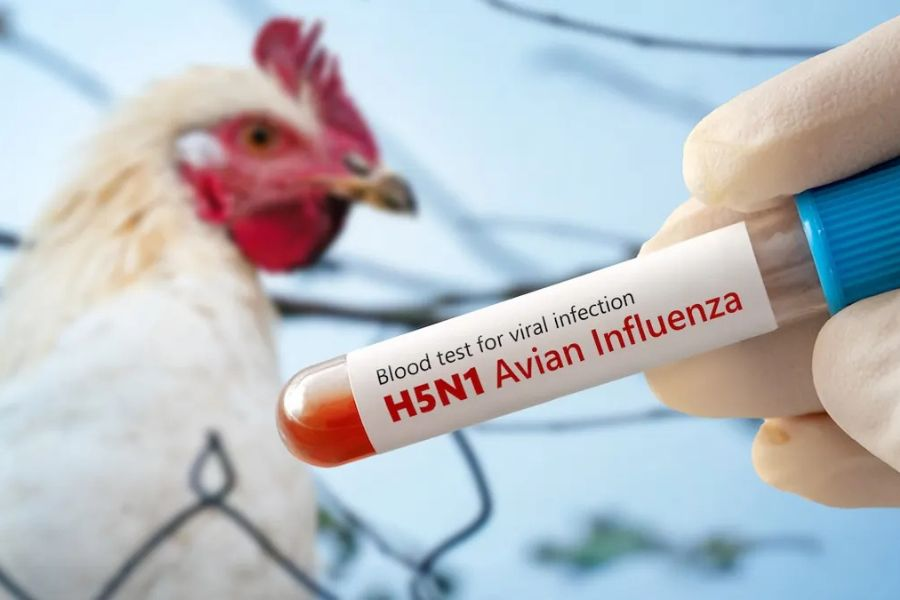 Blood test for viral infection
H5N1 Avian Influenza